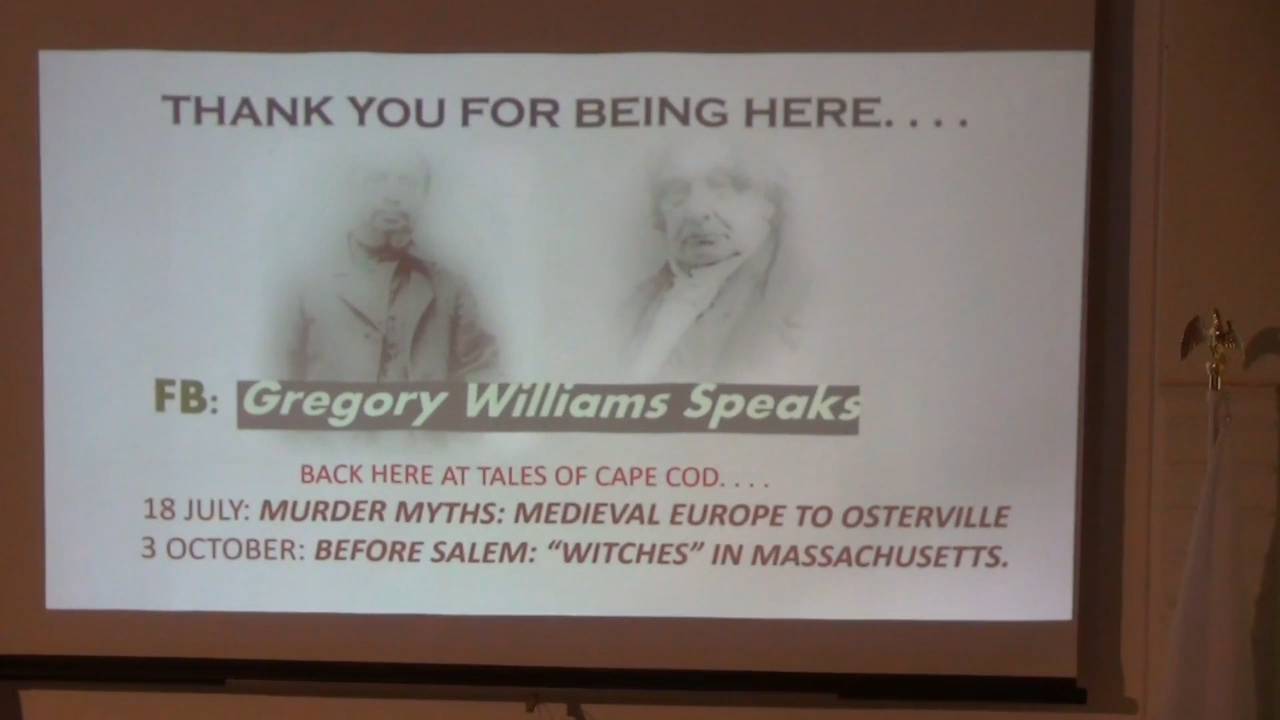 THANK YOU FOR BEING HERE. . . .
FB: Gregory Williams Speaks
BACK HERE AT TALES OF CAPE COD. . . .
18 JULY: MURDER MYTHS: MEDIEVAL EUROPE TO OSTERVILLE
3 OCTOBER: BEFORE SALEM: “WITCHES” IN MASSACHUSETTS.